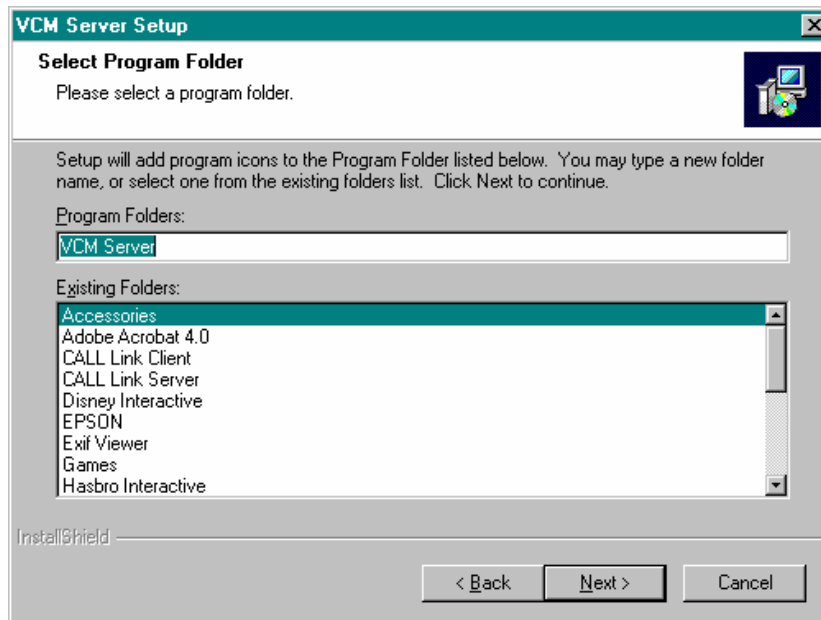 VCM Server Setup
Select Program Folder
Please select a program folder.
Setup will add program icons to the Program Folder listed below. You may type a new folder
name, or select one from the existing folders list. Click Next to continue.
Program Folders:
VCM Server
Existing Folders:
Accessories
Adobe Acrobat 4.0
CALL Link Client
CALL Link Server
Disney Interactive
EPSON
Exif Viewer
Games
Hasbro Interactive
InstallShield
< Back Next > Cancel